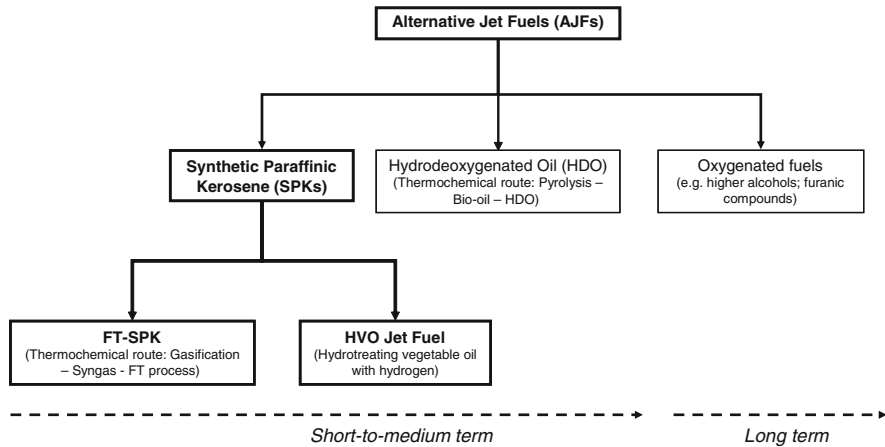 Alternative Jet Fuels (AJFs)
Synthetic Paraffinic
Kerosene (SPKs)
Hydrodeoxygenated Oil (HDO)
(Thermochemical route: Pyrolysis –
Bio-oil – HDO)
Oxygenated fuels
(e.g. higher alcohols; furanic
compounds)
FT-SPK
(Thermochemical route: Gasification
– Syngas - FT process)
HVO Jet Fuel
(Hydrotreating vegetable oil
with hydrogen)
Short-to-medium term
Long term